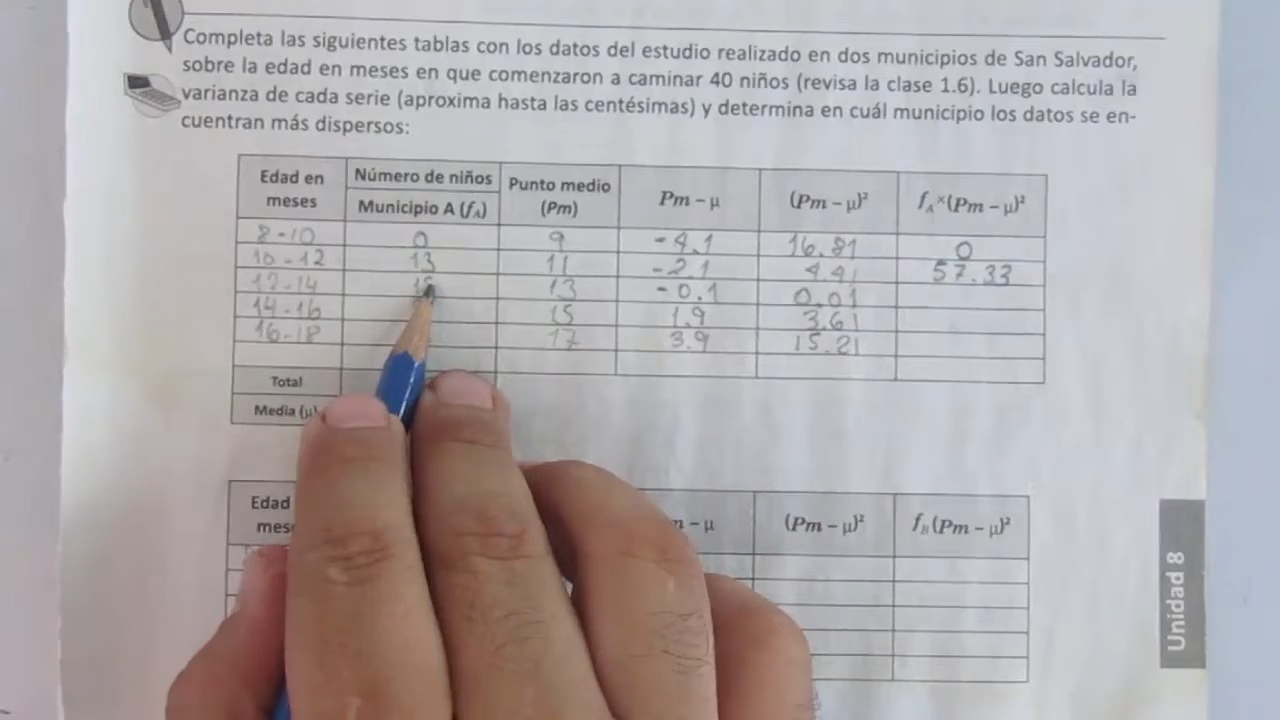 Completa las siguientes tablas con los datos del estudio realizado en dos municipios de San Salvador,
sobre la edad en meses en que comenzaron a caminar 40 niños (revisa la clase 1.6). Luego calcula la
varianza de cada serie (aproxima hasta las centésimas) y determina en cuál municipio los datos se en-
cuentran más dispersos:
Edad en meses Número de niños Municipio A (fA) Punto medio (Pm) Pm – μ (Pm – μ)² fA×(Pm – μ)²
8-10 0 9 -4.1 16.81 0
10-12 13 11 -2.1 4.41 57.33
12-14 13 -0.1 0.01
14-16 15 1.9 3.61
16-18 17 3.9 15.21
Total
Media (μ)
Edad – μ (Pm – μ)² fB(Pm – μ)²
Unidad 8